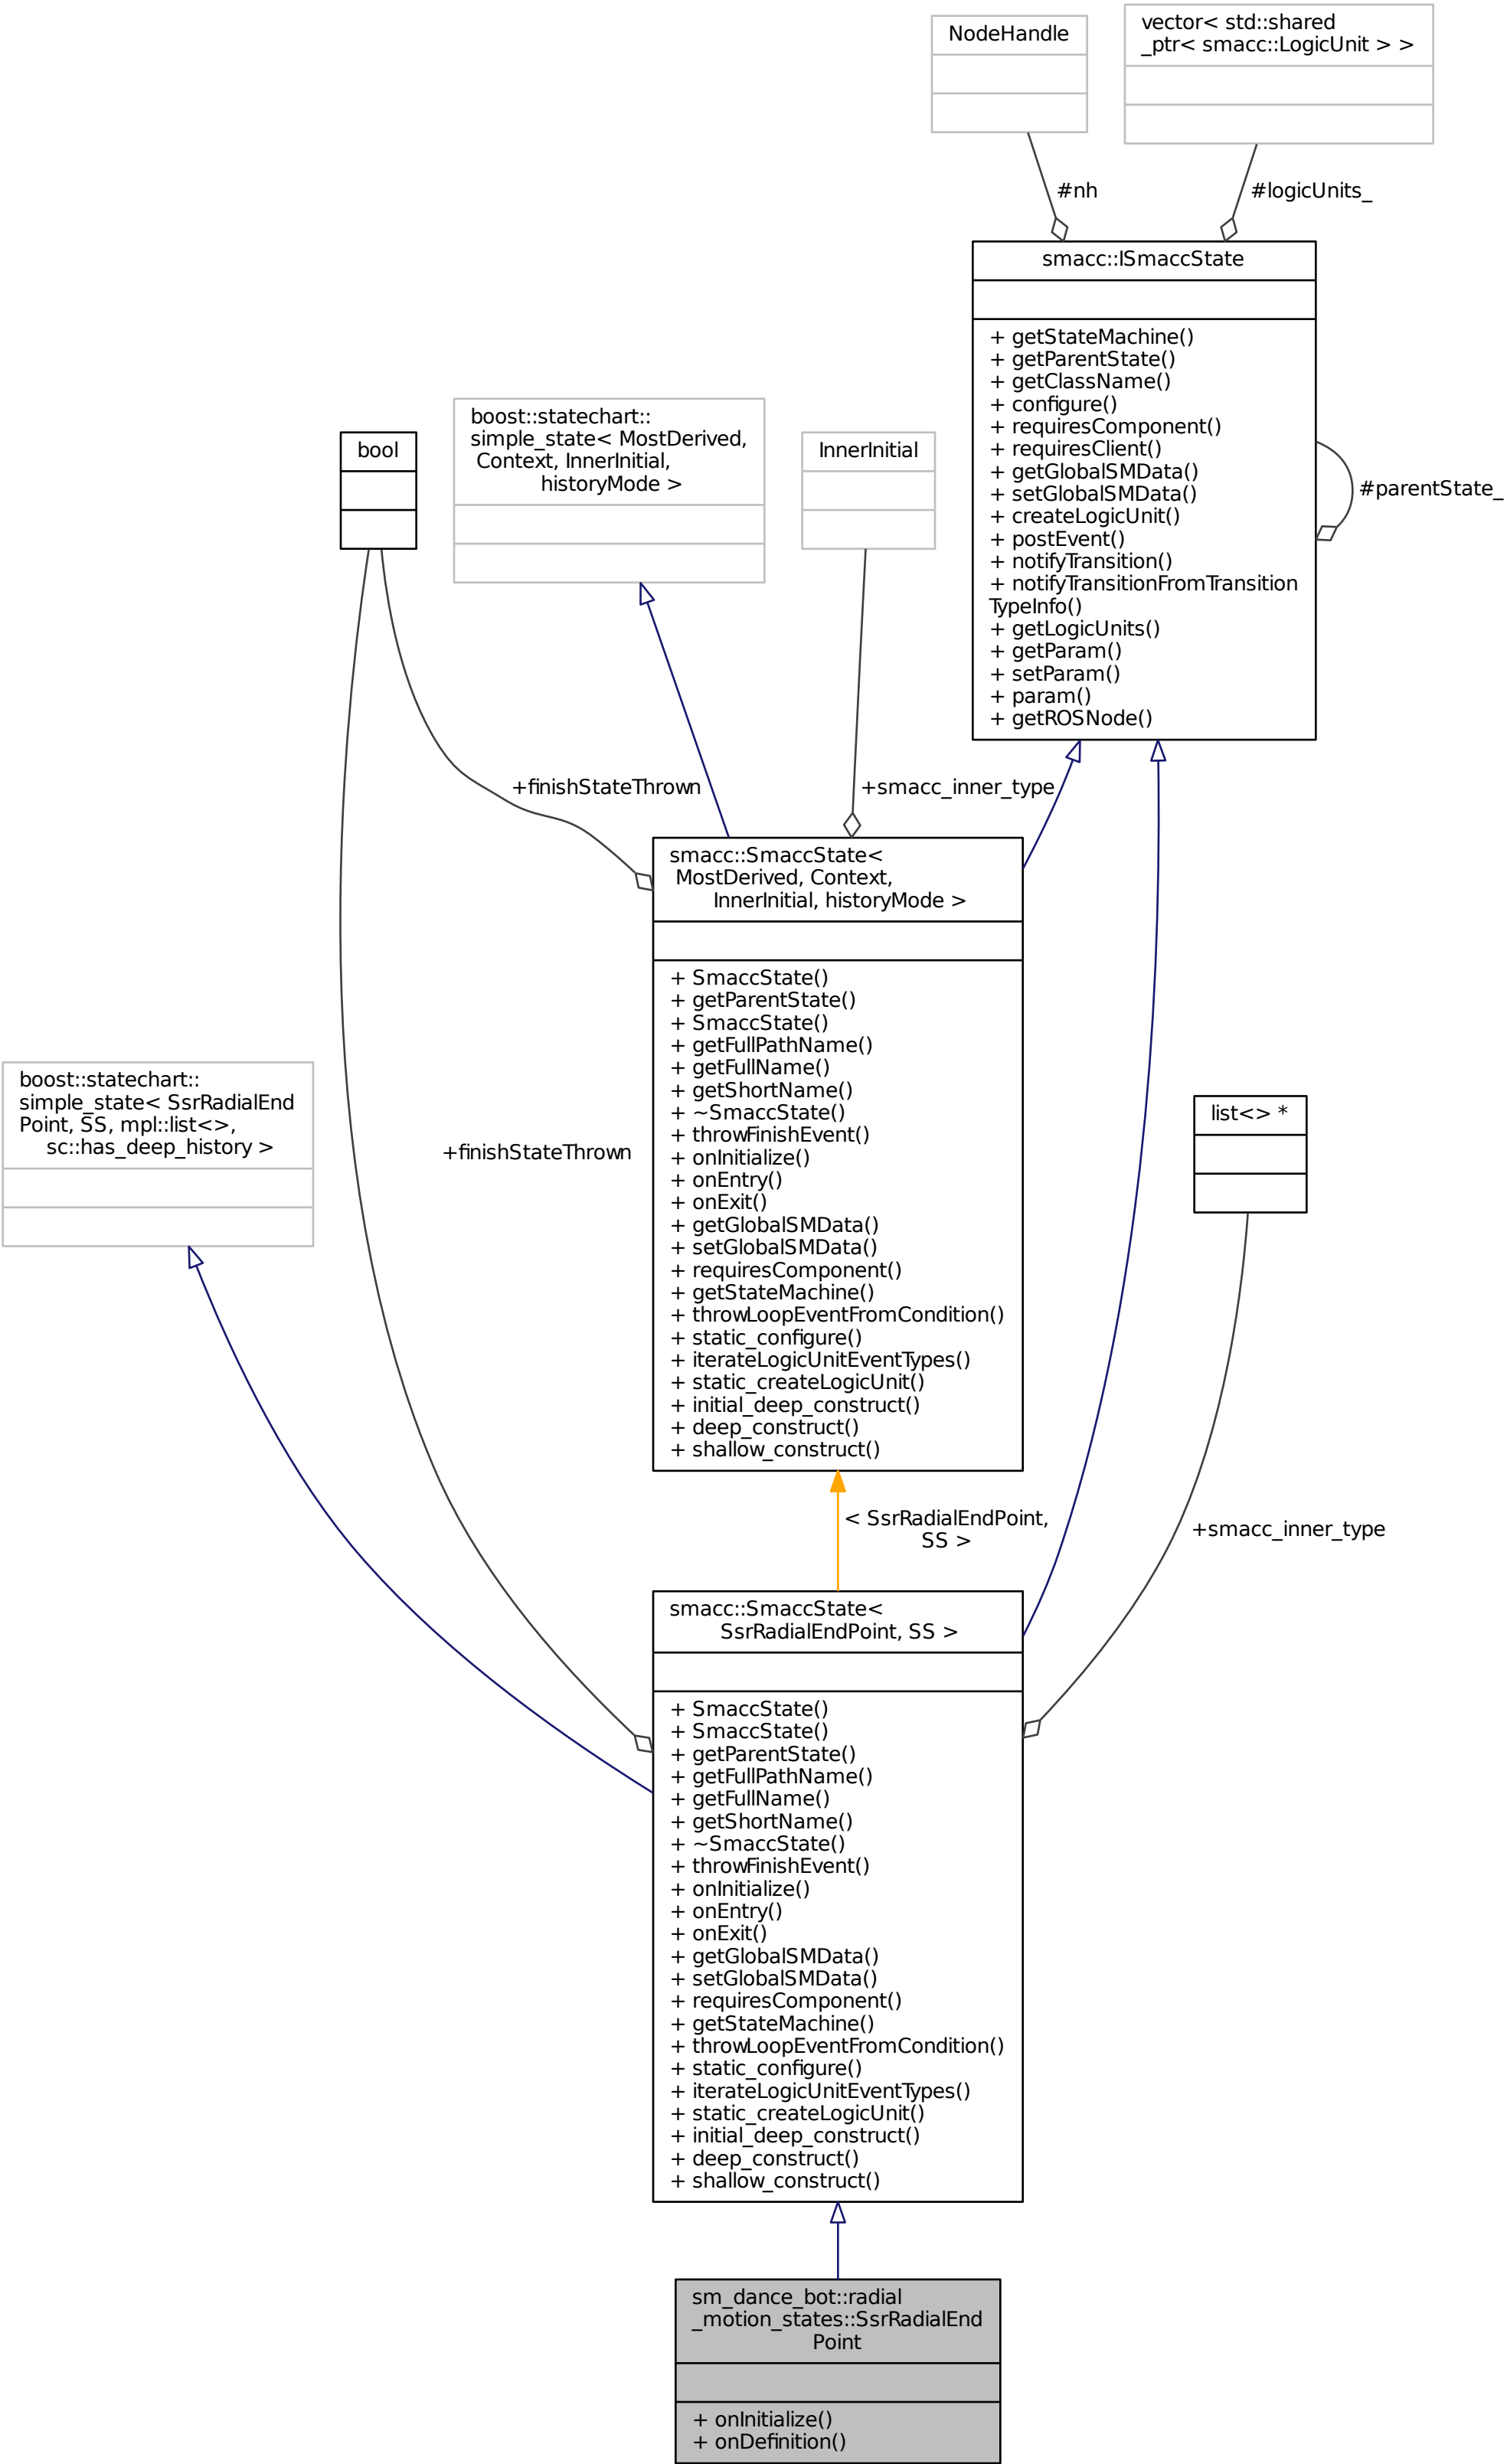 NodeHandle
vector< std::shared
_ptr< smacc::LogicUnit > >
#nh
#logicUnits_
smacc::ISmaccState
+ getStateMachine()
+ getParentState()
+ getClassName()
+ configure()
+ requiresComponent()
+ requiresClient()
+ getGlobalSMData()
+ setGlobalSMData()
+ createLogicUnit()
+ postEvent()
+ notifyTransition()
+ notifyTransitionFromTransition
TypeInfo()
+ getLogicUnits()
+ getParam()
+ setParam()
+ param()
+ getROSNode()
#parentState_
bool
boost::statechart::
simple_state< MostDerived,
Context, InnerInitial,
historyMode >
InnerInitial
+finishStateThrown
+smacc_inner_type
smacc::SmaccState<
MostDerived, Context,
InnerInitial, historyMode >
+ SmaccState()
+ getParentState()
+ SmaccState()
+ getFullPathName()
+ getFullName()
+ getShortName()
+ ~SmaccState()
+ throwFinishEvent()
+ onInitialize()
+ onEntry()
+ onExit()
+ getGlobalSMData()
+ setGlobalSMData()
+ requiresComponent()
+ getStateMachine()
+ throwLoopEventFromCondition()
+ static_configure()
+ iterateLogicUnitEventTypes()
+ static_createLogicUnit()
+ initial_deep_construct()
+ deep_construct()
+ shallow_construct()
boost::statechart::
simple_state< SsrRadialEnd
Point, SS, mpl::list<>,
sc::has_deep_history >
+finishStateThrown
list<> *
< SsrRadialEndPoint,
SS >
+smacc_inner_type
smacc::SmaccState<
SsrRadialEndPoint, SS >
+ SmaccState()
+ SmaccState()
+ getParentState()
+ getFullPathName()
+ getFullName()
+ getShortName()
+ ~SmaccState()
+ throwFinishEvent()
+ onInitialize()
+ onEntry()
+ onExit()
+ getGlobalSMData()
+ setGlobalSMData()
+ requiresComponent()
+ getStateMachine()
+ throwLoopEventFromCondition()
+ static_configure()
+ iterateLogicUnitEventTypes()
+ static_createLogicUnit()
+ initial_deep_construct()
+ deep_construct()
+ shallow_construct()
sm_dance_bot::radial
_motion_states::SsrRadialEnd
Point
+ onInitialize()
+ onDefinition()